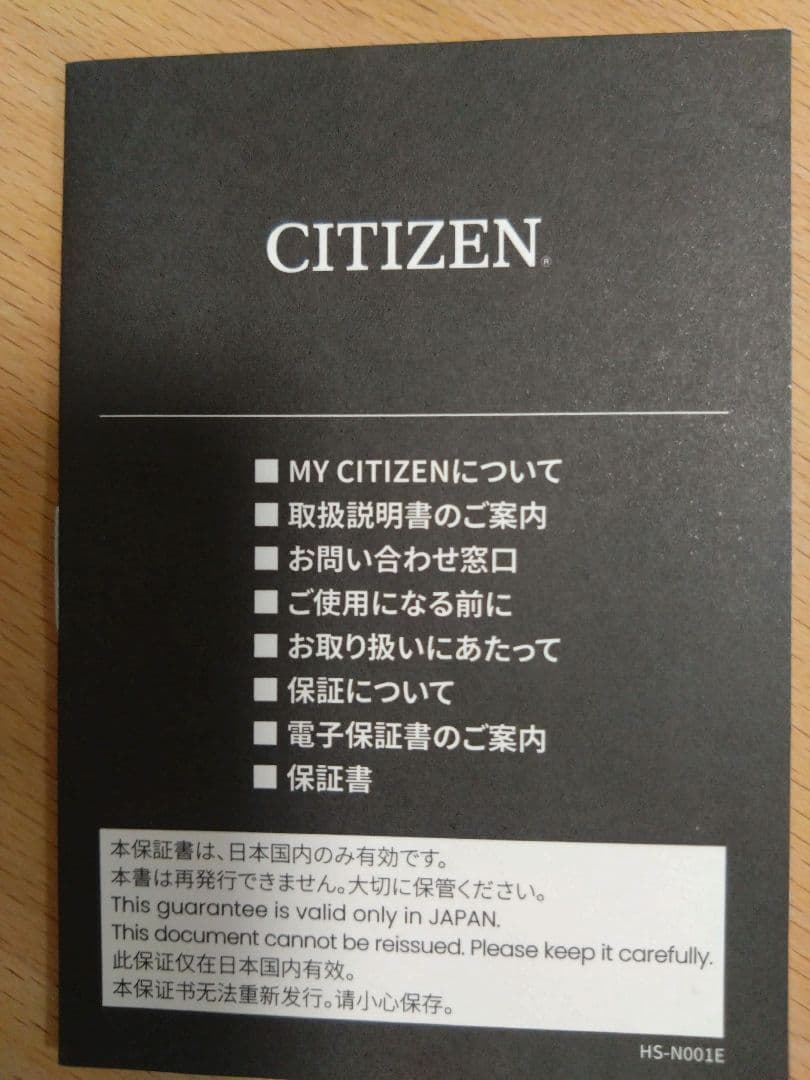 CITIZEN®
■ MY CITIZENについて
■ 取扱説明書のご案内
■ お問い合わせ窓口
■ ご使用になる前に
■ お取り扱いにあたって
■ 保証について
■ 電子保証書のご案内
■ 保証書
本保証書は、日本国内のみ有効です。
本書は再発行できません。大切に保管ください。
This guarantee is valid only in JAPAN.
This document cannot be reissued. Please keep it carefully.
此保证仅在日本国内有效。
本保证书无法重新发行。请小心保存。
HS-N001E